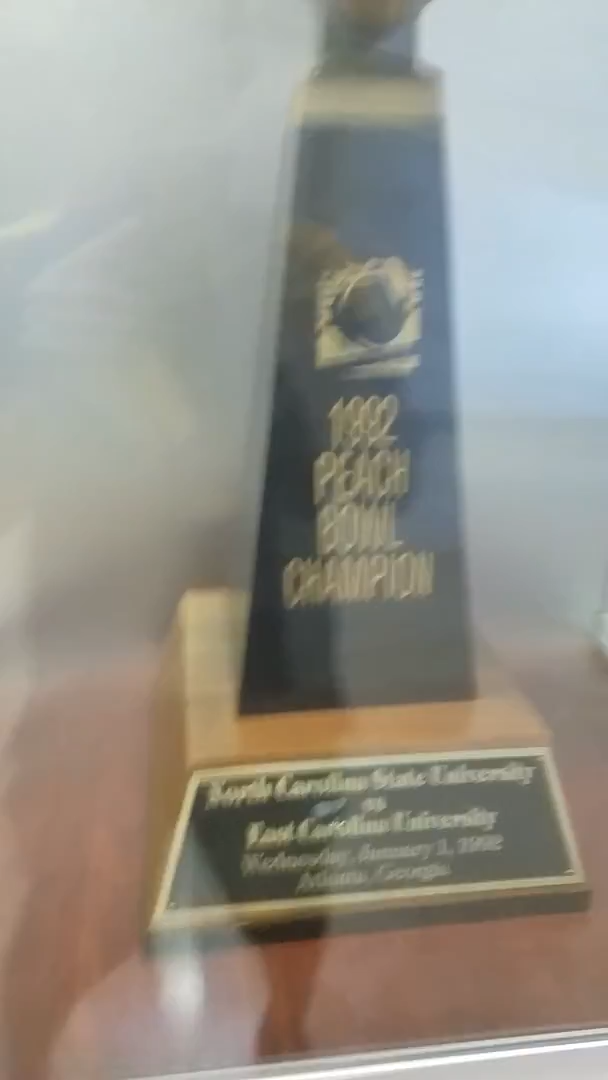 1992
PEACH
BOWL
CHAMPION
North Carolina State University
vs
East Carolina University
Wednesday, January 1, 1992
Atlanta, Georgia